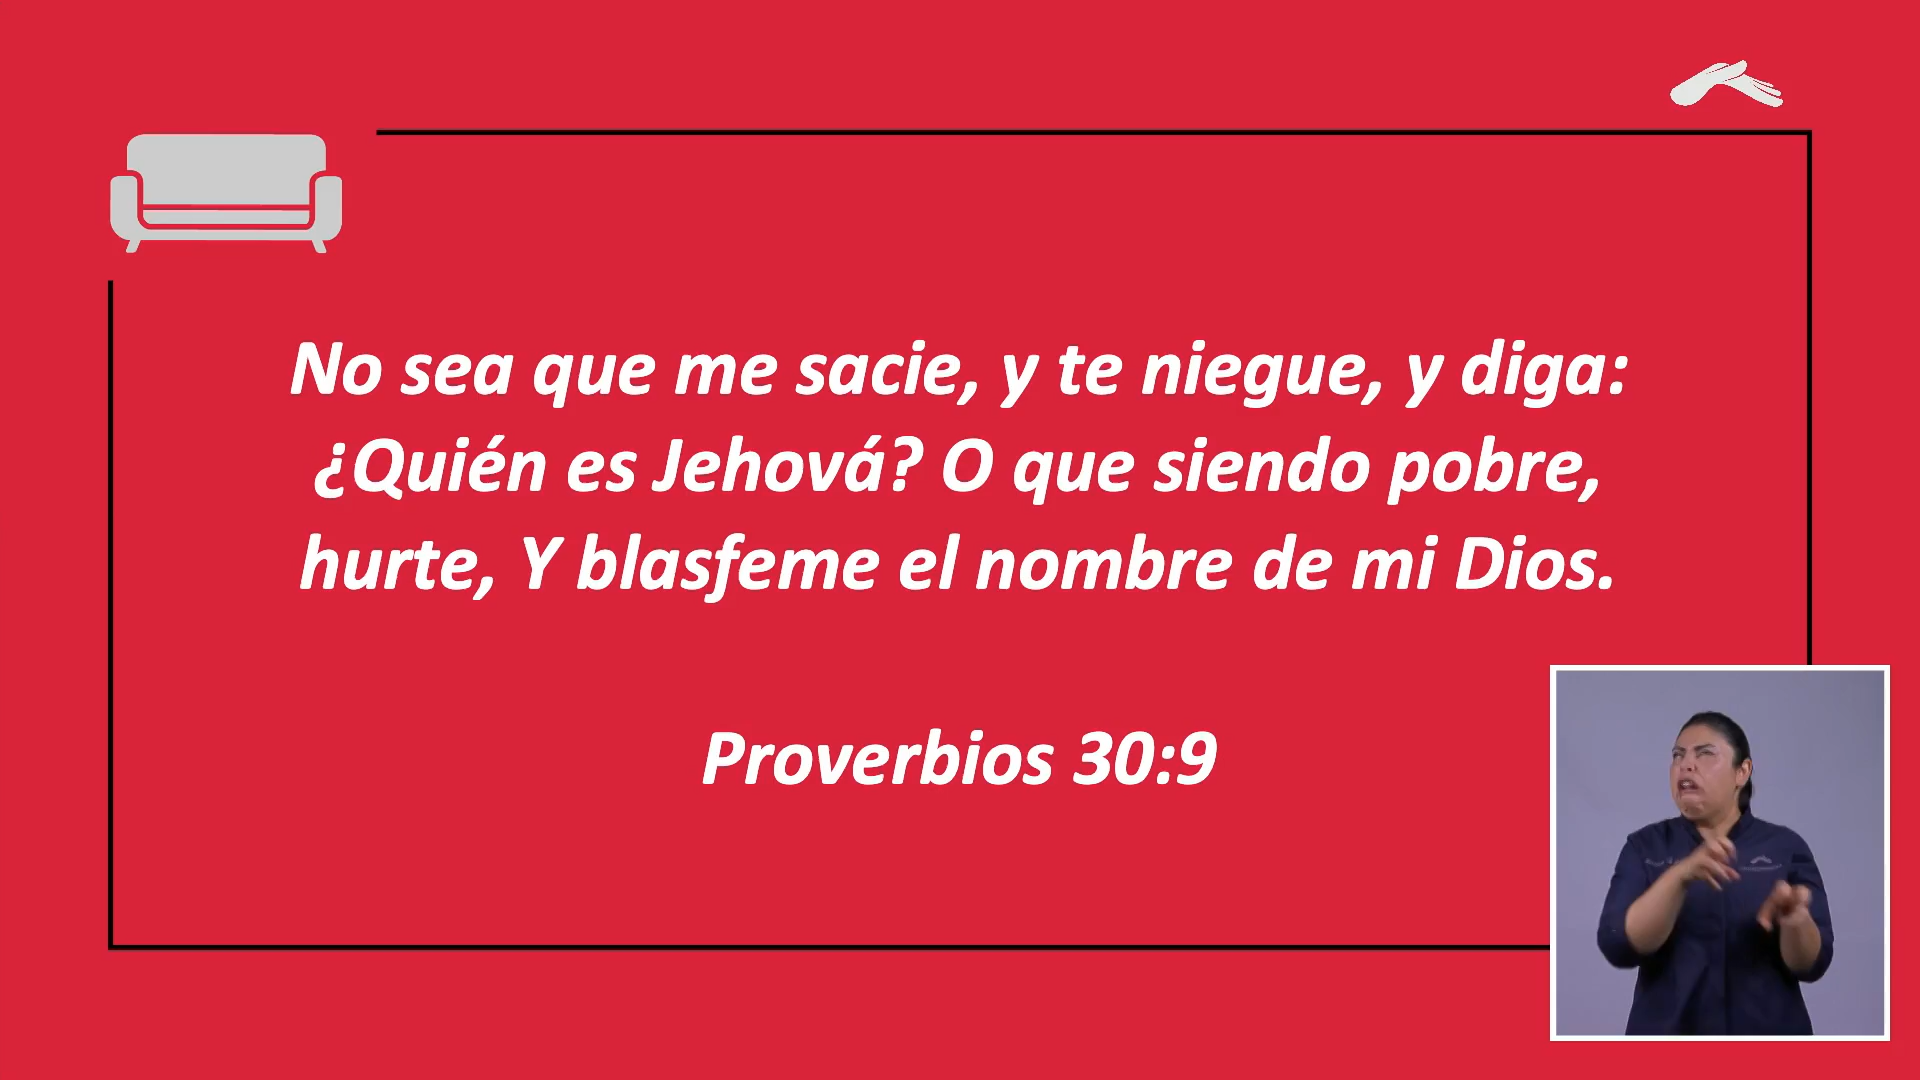 No sea que me sacie, y te niegue, y diga:
¿Quién es Jehová? O que siendo pobre,
hurte, Y blasfeme el nombre de mi Dios.
Proverbios 30:9